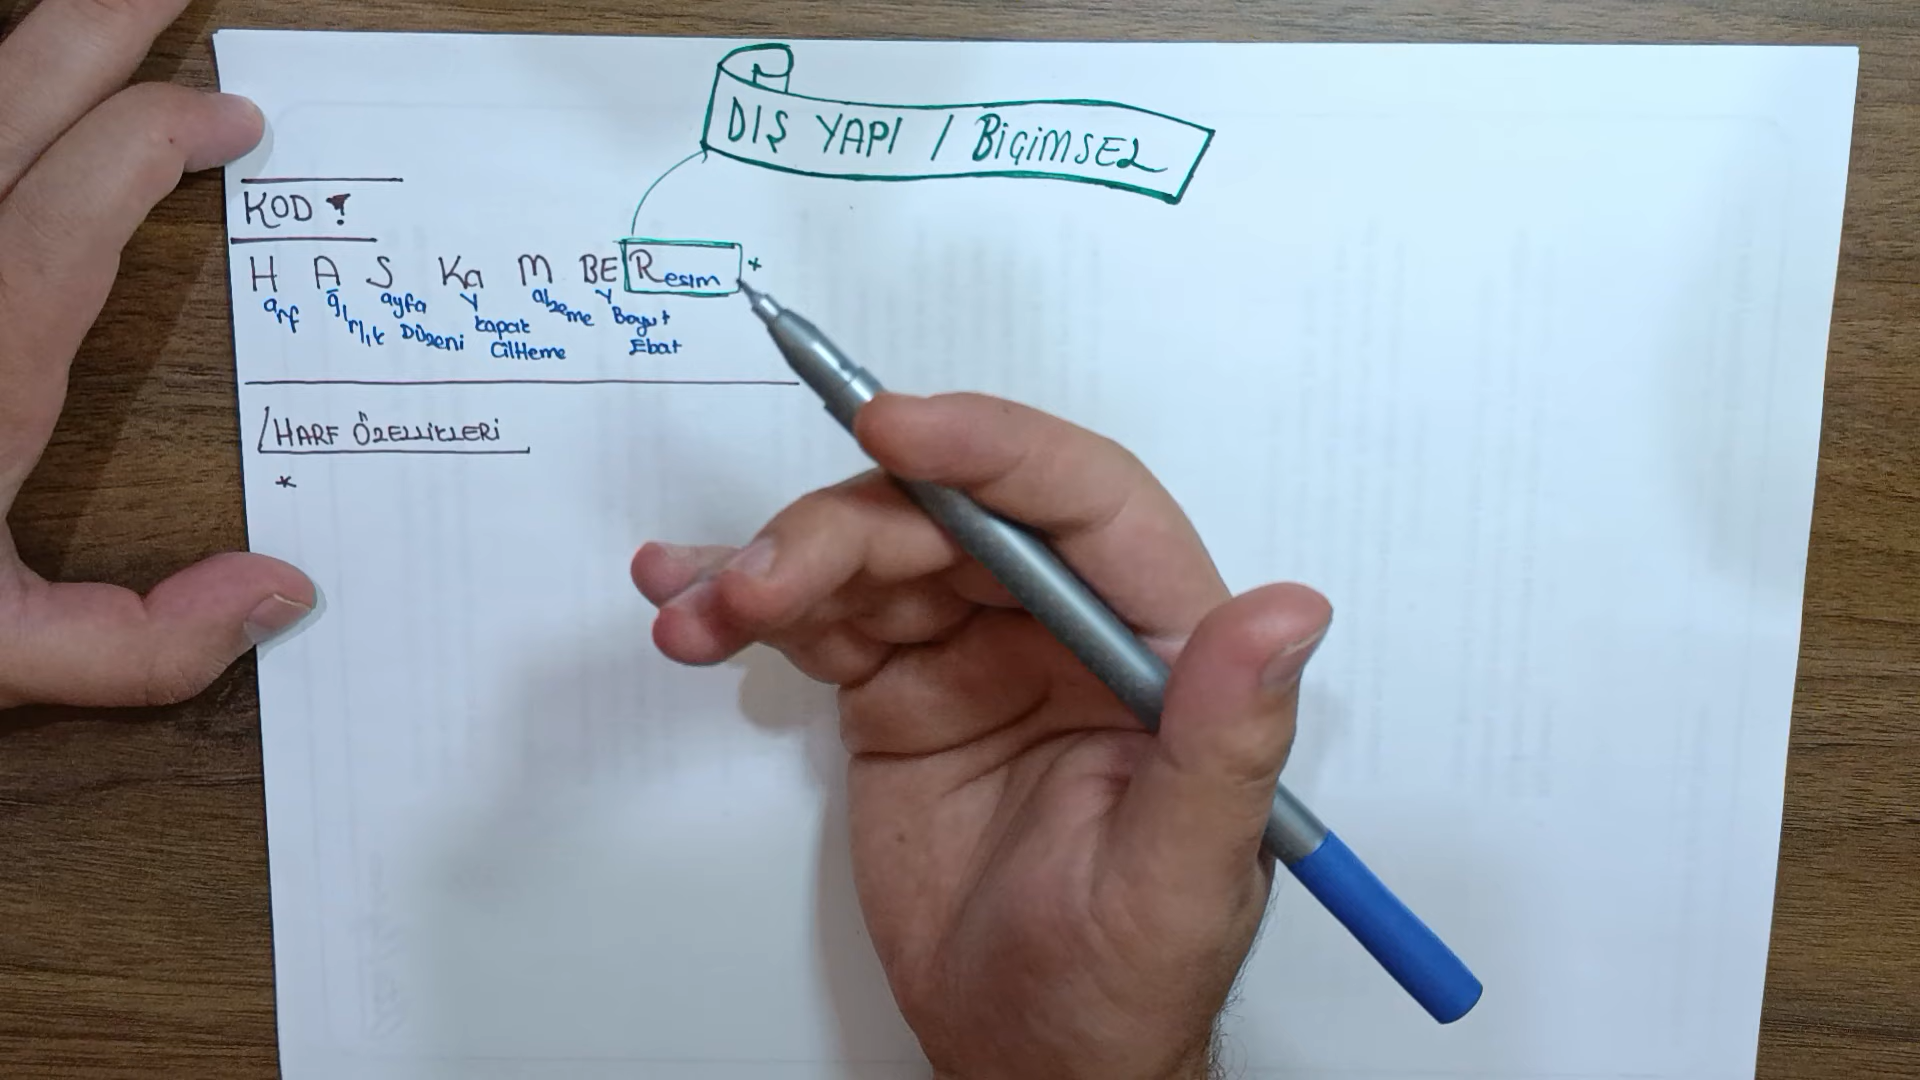 DIŞ YAPI / BİÇİMSEL
KOD !
H A S Ka M BE Resim *
arf ğırlık ayfa Düzeni Y kapak Ciltleme alzeme Y Boyut Ebat
HARF ÖZELLİKLERİ
*